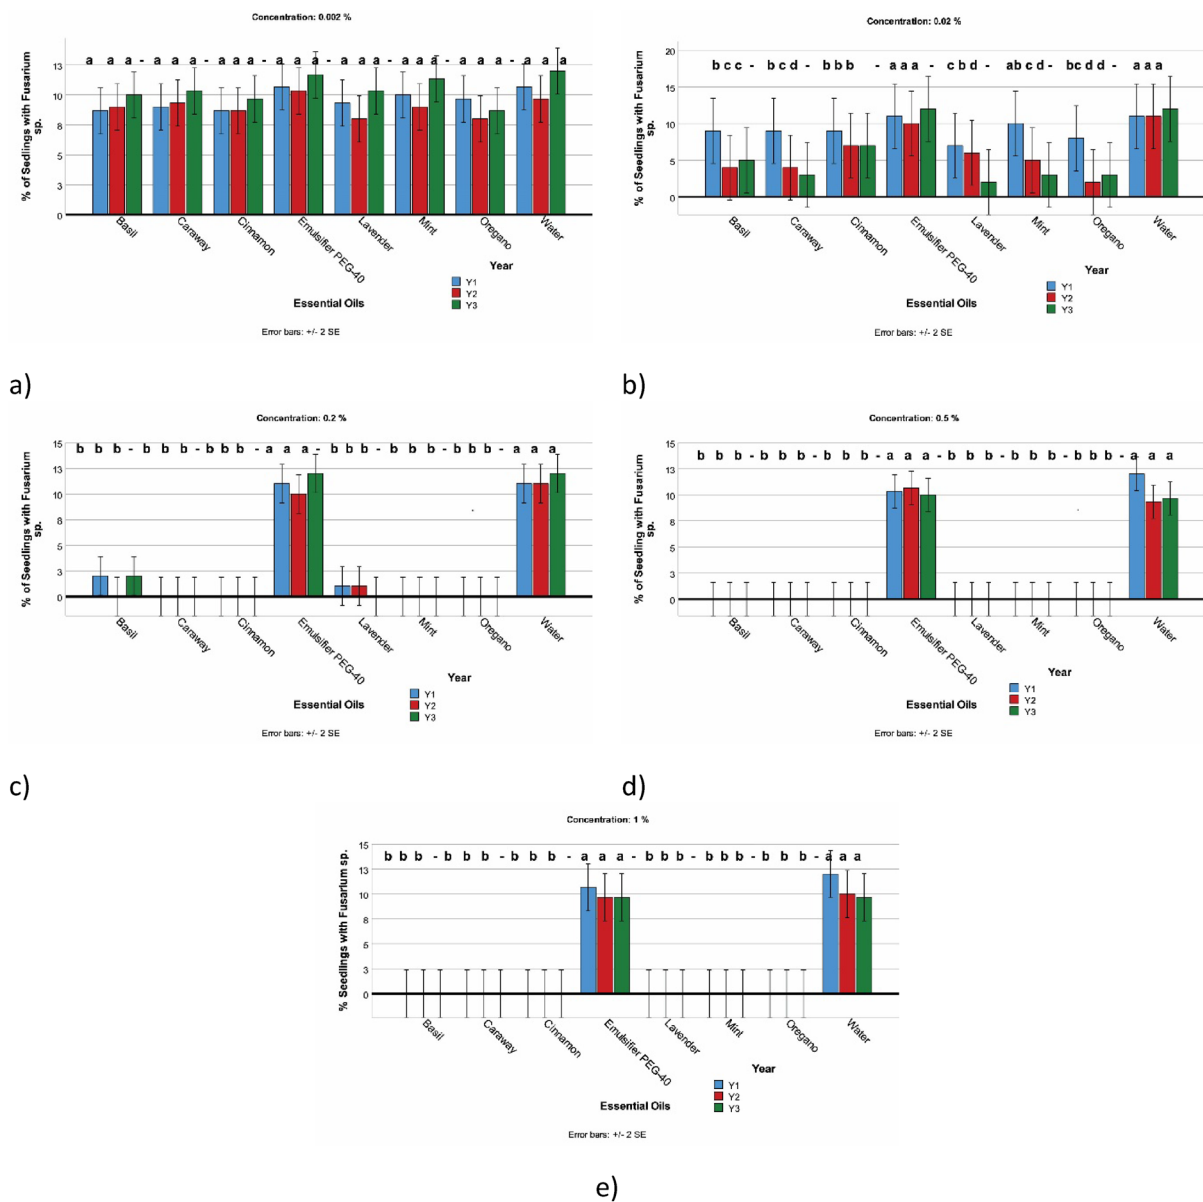 Concentration: 0.002 %
a a a - a a a - a a a - a a a - a a a - a a a - a a a - a a a
13
10
8
5
3
0
% of Seedlings with Fusarium
sp.
Basil
Caraway
Cinnamon
Emulsifier PEG-40
Lavender
Mint
Oregano
Water
Year
Y1
Y2
Y3
Essential Oils
Error bars: +/- 2 SE
a)
Concentration: 0.02 %
20
b c c - b c d - b b b - a a a - c b d - ab c d - b c d d - a a a
15
10
5
0
% of Seedlings with Fusarium
sp.
Basil
Caraway
Cinnamon
Emulsifier PEG-40
Lavender
Mint
Oregano
Water
Year
Y1
Y2
Y3
Essential Oils
Error bars: +/- 2 SE
b)
Concentration: 0.2 %
15
b b b - b b b - b b b - a a a - b b b - b b b - b b b - a a a
13
10
8
5
3
0
% of Seedlings with Fusarium
sp.
Basil
Caraway
Cinnamon
Emulsifier PEG-40
Lavender
Mint
Oregano
Water
Year
Y1
Y2
Y3
Essential Oils
Error bars: +/- 2 SE
c)
Concentration: 0.5 %
15
b b b - b b b - b b b - a a a - b b b - b b b - b b b - a a a
13
10
8
5
3
0
% of Seedling with Fusarium
sp.
Basil
Caraway
Cinnamon
Emulsifier PEG-40
Lavender
Mint
Oregano
Water
Year
Y1
Y2
Y3
Essential Oils
Error bars: +/- 2 SE
d)
Concentration: 1 %
15
b b b - b b b - b b b - a a a - b b b - b b b - b b b - a a a
13
10
8
5
3
0
% Seedlings with Fusarium sp.
Basil
Caraway
Cinnamon
Emulsifier PEG-40
Lavender
Mint
Oregano
Water
Year
Y1
Y2
Y3
Essential Oils
Error bars: +/- 2 SE
e)